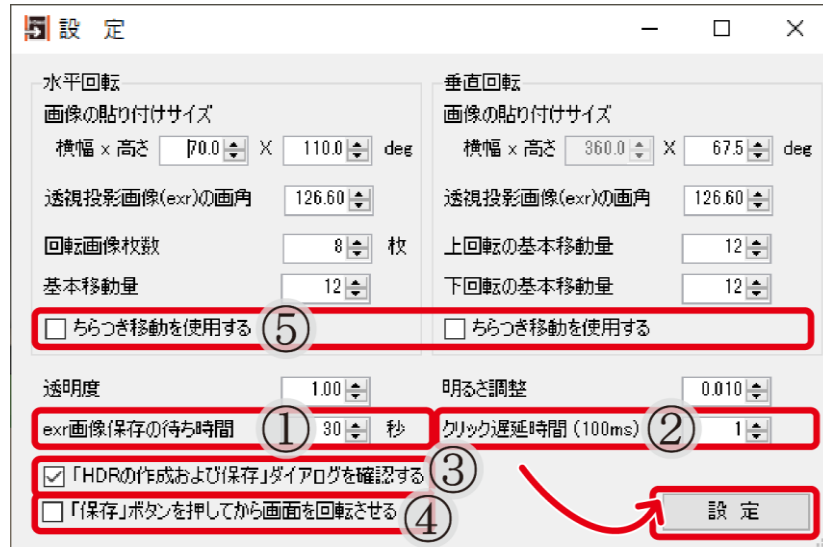 設 定
水平回転
画像の貼り付けサイズ
横幅 × 高さ 70.0 X 110.0 deg
透視投影画像(exr)の画角 126.60
回転画像枚数 8 枚
基本移動量 12
ちらつき移動を使用する ⑤
垂直回転
画像の貼り付けサイズ
横幅 × 高さ 360.0 X 67.5 deg
透視投影画像(exr)の画角 126.60
上回転の基本移動量 12
下回転の基本移動量 12
ちらつき移動を使用する
透明度 1.00
明るさ調整 0.010
exr画像保存の待ち時間 ① 30 秒
クリック遅延時間 (100ms) ② 1
「HDRの作成および保存」ダイアログを確認する ③
「保存」ボタンを押してから画面を回転させる ④
設 定